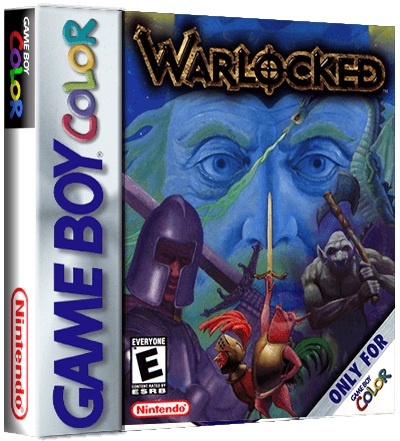 GAME BOY COLOR
Nintendo
GAME BOY COLOR
WARLOCKED
™
EVERYONE
E
CONTENT RATED BY
ESRB
Nintendo
ONLY FOR
GAME BOY
COLOR